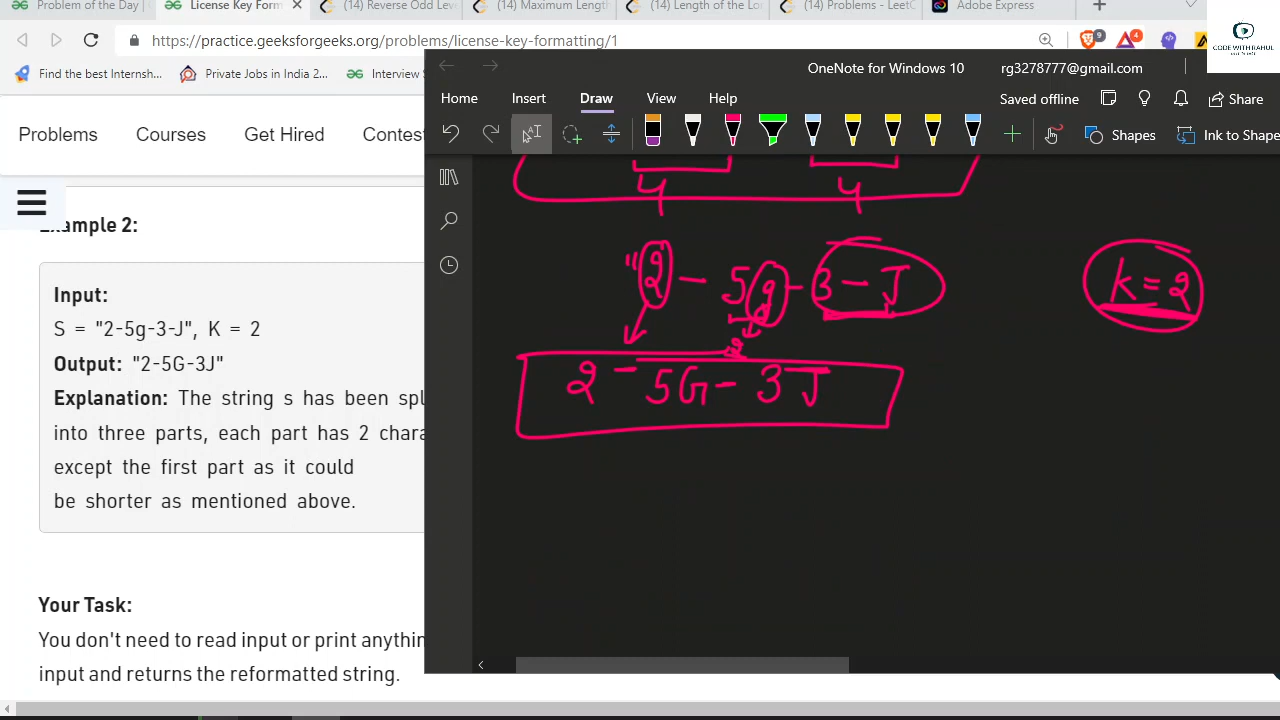 Problem of the Day (
License Key Form
(14) Reverse Odd Level
(14) Maximum Length
(14) Length of the Lo
(14) Problems - LeetC
Adobe Express
https://practice.geeksforgeeks.org/problems/license-key-formatting/1
9
4
CODE WITH RAHUL
Find the best Internsh...
Private Jobs in India 2...
Interview S
OneNote for Windows 10
rg3278777@gmail.com
Home
Insert
Draw
View
Help
Saved offline
Share
Shapes
Ink to Shape
Problems
Courses
Get Hired
Contes
Example 2:
Input:
S = "2-5g-3-J", K = 2
Output: "2-5G-3J"
Explanation: The string s has been spl
into three parts, each part has 2 chara
except the first part as it could
be shorter as mentioned above.
Your Task:
You don't need to read input or print anythin
input and returns the reformatted string.
4 4
"2 - 5g - 3 - J
k = 2
2
2 - 5G - 3J